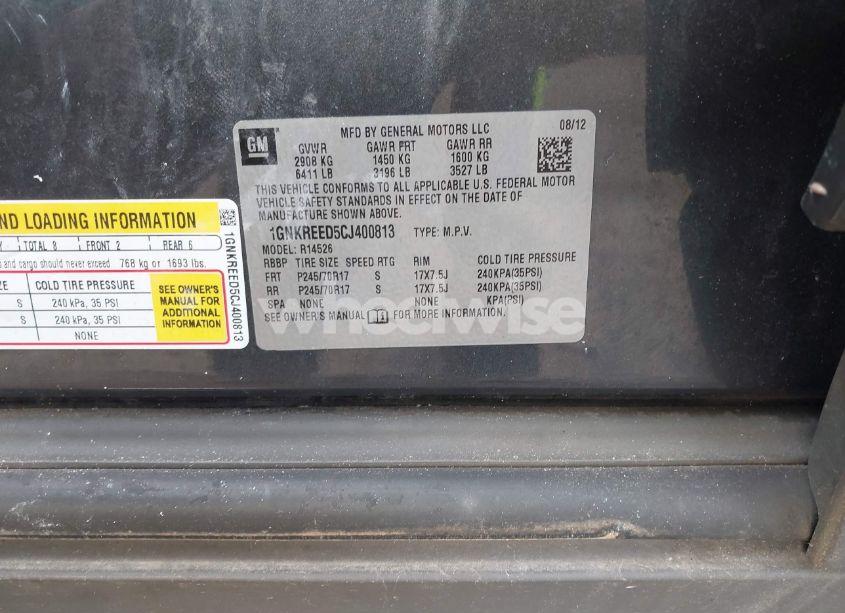 ND LOADING INFORMATION
Y TOTAL 8 FRONT 2 REAR 6
s and cargo should never exceed 768 kg or 1693 lbs.
ZE COLD TIRE PRESSURE
S 240 kPa, 35 PSI
S 240 kPa, 35 PSI
NONE
SEE OWNER'S
MANUAL FOR
ADDITIONAL
INFORMATION
1GNKREED5CJ400813
GM
MFD BY GENERAL MOTORS LLC 08/12
GVWR GAWR FRT GAWR RR
2908 KG 1450 KG 1600 KG
6411 LB 3196 LB 3527 LB
THIS VEHICLE CONFORMS TO ALL APPLICABLE U.S. FEDERAL MOTOR
VEHICLE SAFETY STANDARDS IN EFFECT ON THE DATE OF
MANUFACTURE SHOWN ABOVE.
1GNKREED5CJ400813 TYPE: M.P.V.
MODEL: R14526
RBBP TIRE SIZE SPEED RTG RIM COLD TIRE PRESSURE
FRT P245/70R17 S 17X7.5J 240KPA(35PSI)
RR P245/70R17 S 17X7.5J 240KPA(35PSI)
SPA NONE NONE KPA(PSI)
SEE OWNER'S MANUAL FOR MORE INFORMATION.
wheelwise